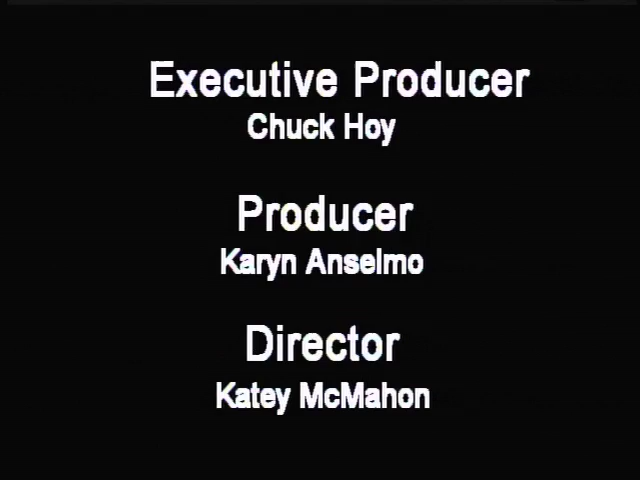 Executive Producer
Chuck Hoy
Producer
Karyn Anselmo
Director
Katey McMahon